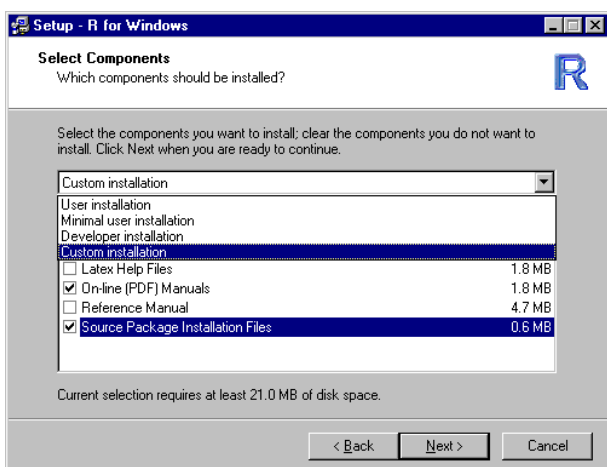 Setup - R for Windows
Select Components
Which components should be installed?
R
Select the components you want to install; clear the components you do not want to
install. Click Next when you are ready to continue.
Custom installation
User installation
Minimal user installation
Developer installation
Custom installation
Latex Help Files 1.8 MB
On-line (PDF) Manuals 1.8 MB
Reference Manual 4.7 MB
Source Package Installation Files 0.6 MB
Current selection requires at least 21.0 MB of disk space.
< Back Next > Cancel